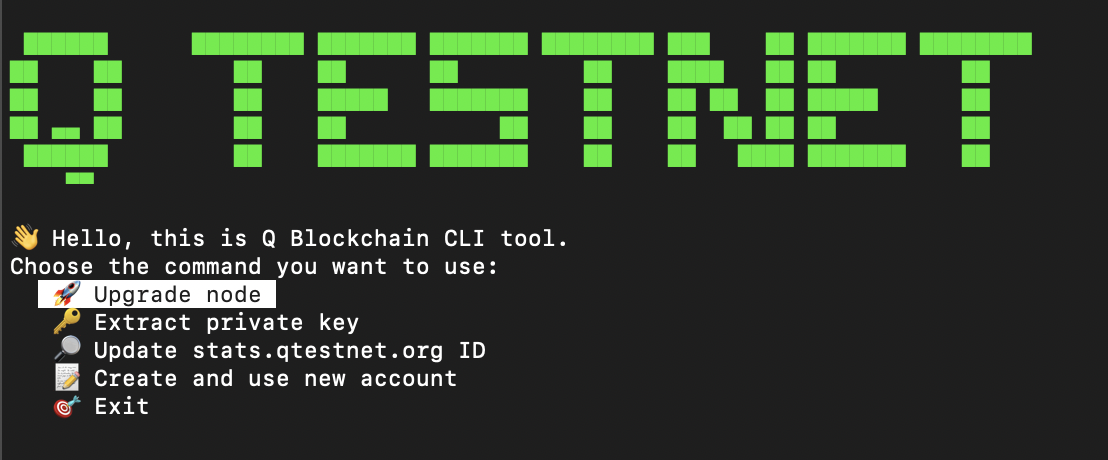 Q TESTNET
👋 Hello, this is Q Blockchain CLI tool.
Choose the command you want to use:
🚀 Upgrade node
🔑 Extract private key
🔎 Update stats.qtestnet.org ID
📝 Create and use new account
🎯 Exit